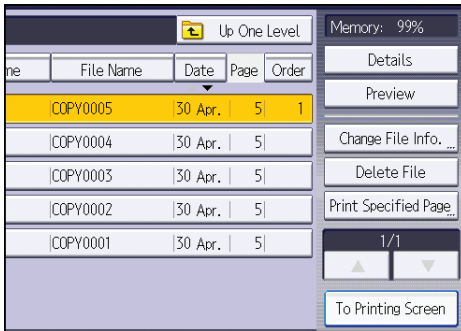 Up One Level
Memory: 99%
me File Name Date Page Order
Details
Preview
COPY0005 30 Apr. 5 1
COPY0004 30 Apr. 5
Change File Info.
COPY0003 30 Apr. 5
Delete File
COPY0002 30 Apr. 5
Print Specified Page
COPY0001 30 Apr. 5
1/1
To Printing Screen